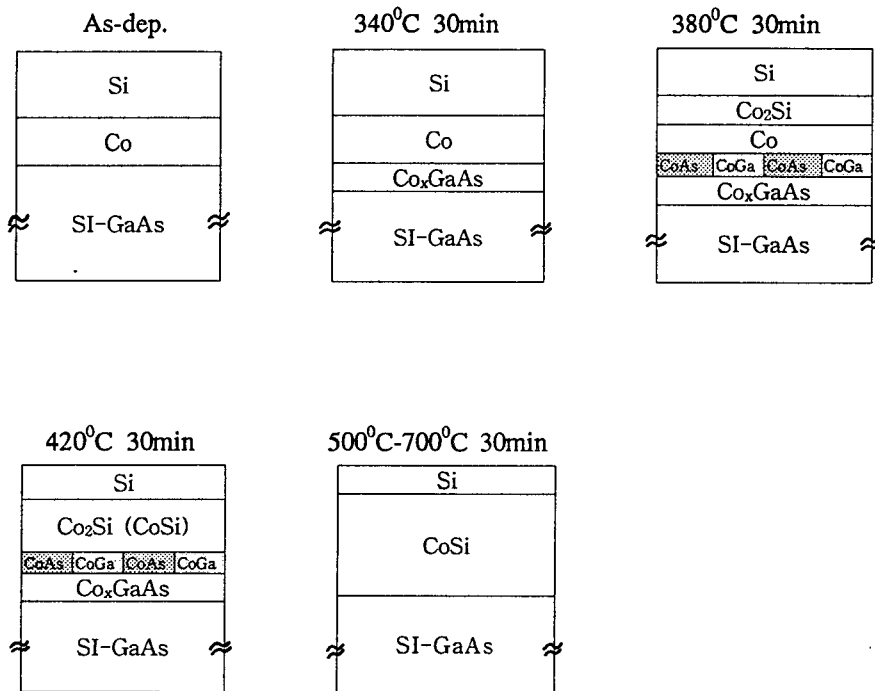 As-dep.
340⁰C 30min
380⁰C 30min
Si
Co
SI-GaAs
Si
Co
CoₓGaAs
SI-GaAs
Si
Co₂Si
Co
CoAs CoGa CoAs CoGa
CoₓGaAs
SI-GaAs
420⁰C 30min
500⁰C-700⁰C 30min
Si
Co₂Si (CoSi)
CoAs CoGa CoAs CoGa
CoₓGaAs
SI-GaAs
Si
CoSi
SI-GaAs